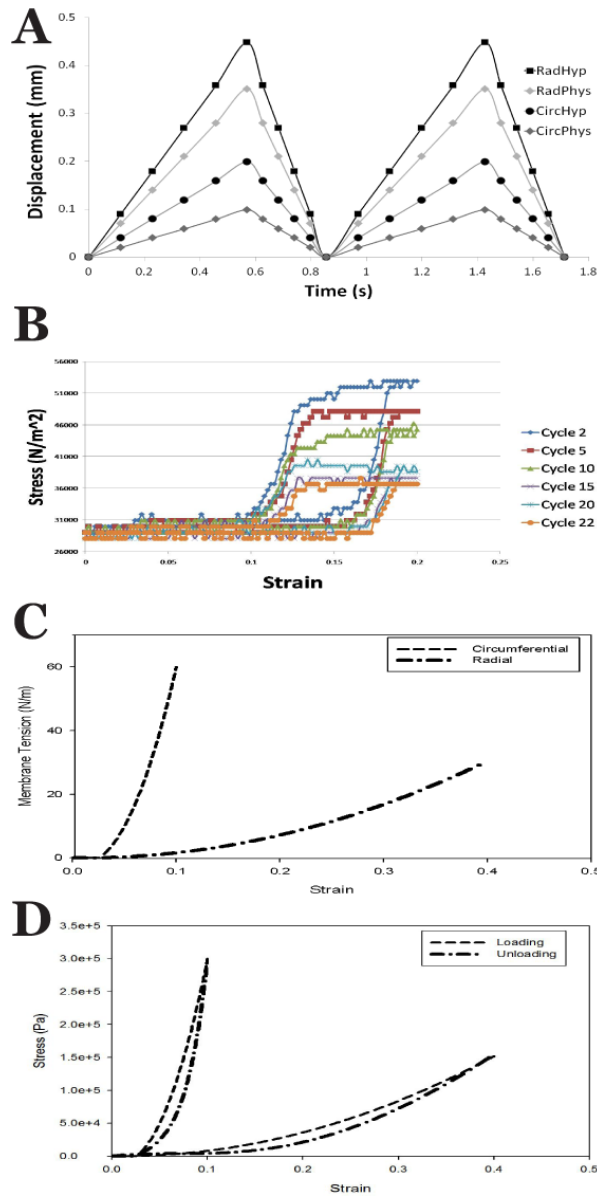 A
Displacement (mm)
0.5
0.4
0.3
0.2
0.1
0
0 0.2 0.4 0.6 0.8 1 1.2 1.4 1.6 1.8
Time (s)
RadHyp
RadPhys
CircHyp
CircPhys
B
Stress (N/m^2)
56000
51000
46000
41000
36000
31000
26000
0 0.05 0.1 0.15 0.2 0.25
Strain
Cycle 2
Cycle 5
Cycle 10
Cycle 15
Cycle 20
Cycle 22
C
Membrane Tension (N/m)
60
40
20
0
0.0 0.1 0.2 0.3 0.4 0.5
Strain
Circumferential
Radial
D
Stress (Pa)
3.5e+5
3.0e+5
2.5e+5
2.0e+5
1.5e+5
1.0e+5
5.0e+4
0.0
0.0 0.1 0.2 0.3 0.4 0.5
Strain
Loading
Unloading